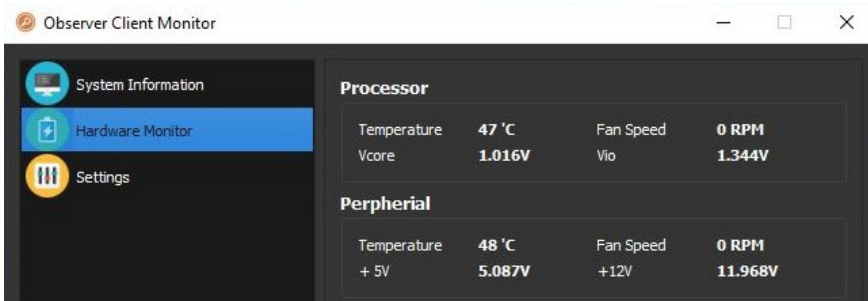 Observer Client Monitor
System Information
Hardware Monitor
Settings
Processor
Temperature 47 'C Fan Speed 0 RPM
Vcore 1.016V Vio 1.344V
Perpherial
Temperature 48 'C Fan Speed 0 RPM
+ 5V 5.087V +12V 11.968V